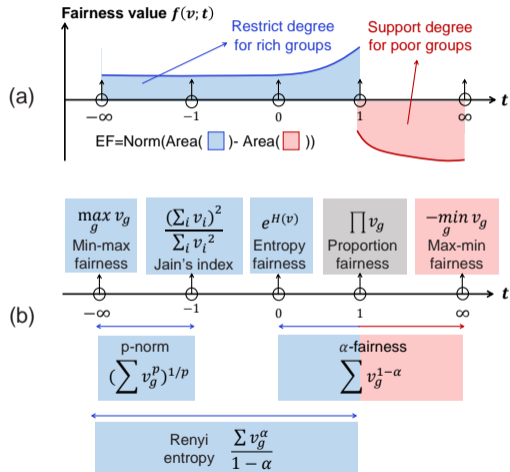 Fairness value f(v; t)
Restrict degree
for rich groups
Support degree
for poor groups
(a)
−∞ −1 0 1 ∞ t
EF=Norm(Area( )- Area( ))
max_g v_g
Min-max
fairness
(∑_i v_i)^2 / ∑_i v_i^2
Jain's index
e^{H(v)}
Entropy
fairness
∏ v_g
Proportion
fairness
−min_g v_g
Max-min
fairness
(b)
−∞ −1 0 1 ∞ t
p-norm
(∑ v_g^p)^{1/p}
α-fairness
∑ v_g^{1−α}
Renyi
entropy
∑ v_g^α / 1 − α